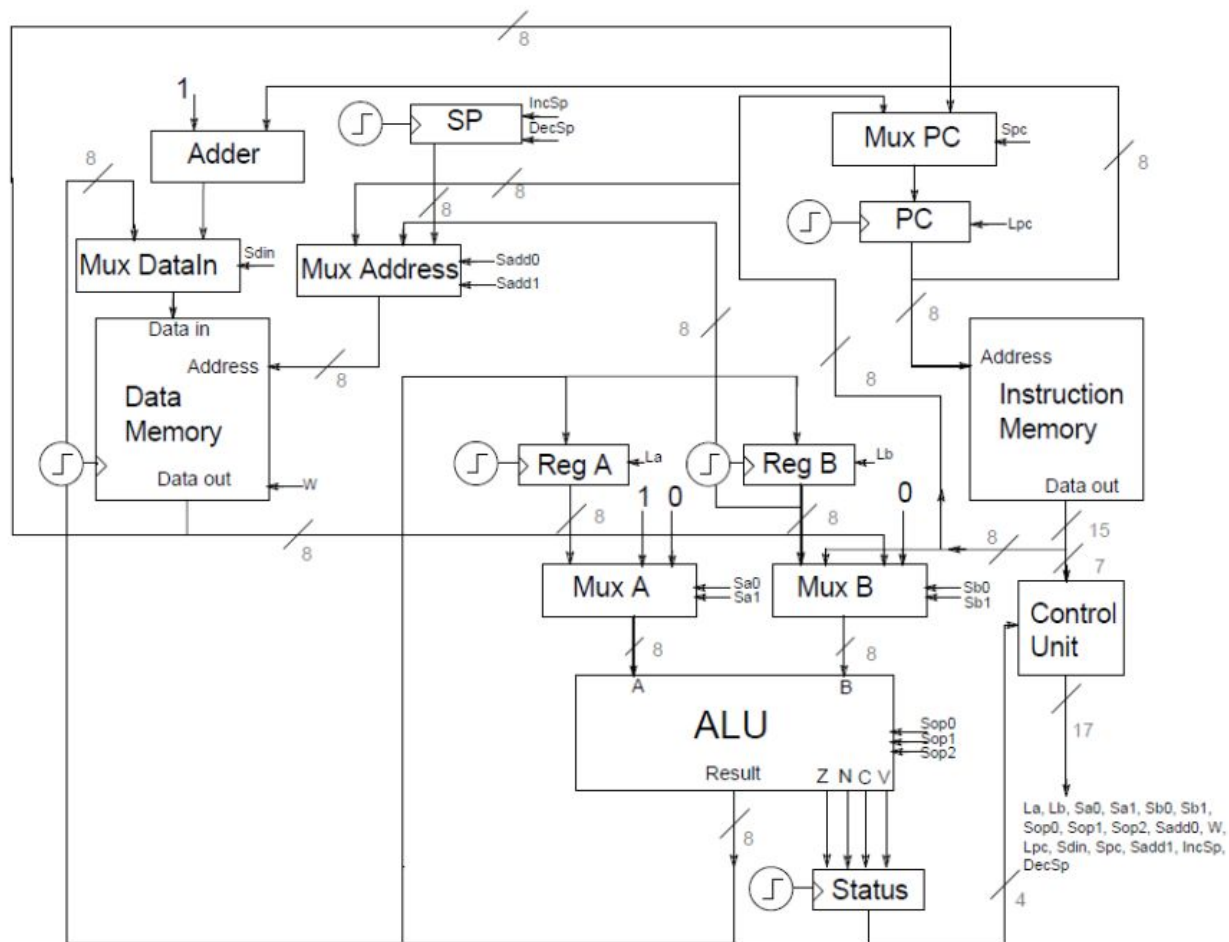 8
1
IncSp
SP
DecSp
Mux PC
Spc
Adder
8
8
8
8
PC
Lpc
Mux DataIn
Sdin
Mux Address
Sadd0
Sadd1
8
Data in
Address
8
8
8
Address
Data
Memory
Instruction
Memory
Reg A
La
Reg B
Lb
Data out
W
Data out
1 0
0
8
8
8
15
8
7
Mux A
Sa0
Sa1
Mux B
Sb0
Sb1
Control
Unit
8
8
A
B
17
ALU
Sop0
Sop1
Sop2
Result
Z N C V
La, Lb, Sa0, Sa1, Sb0, Sb1,
Sop0, Sop1, Sop2, Sadd0, W,
Lpc, Sdin, Spc, Sadd1, IncSp,
DecSp
8
Status
4